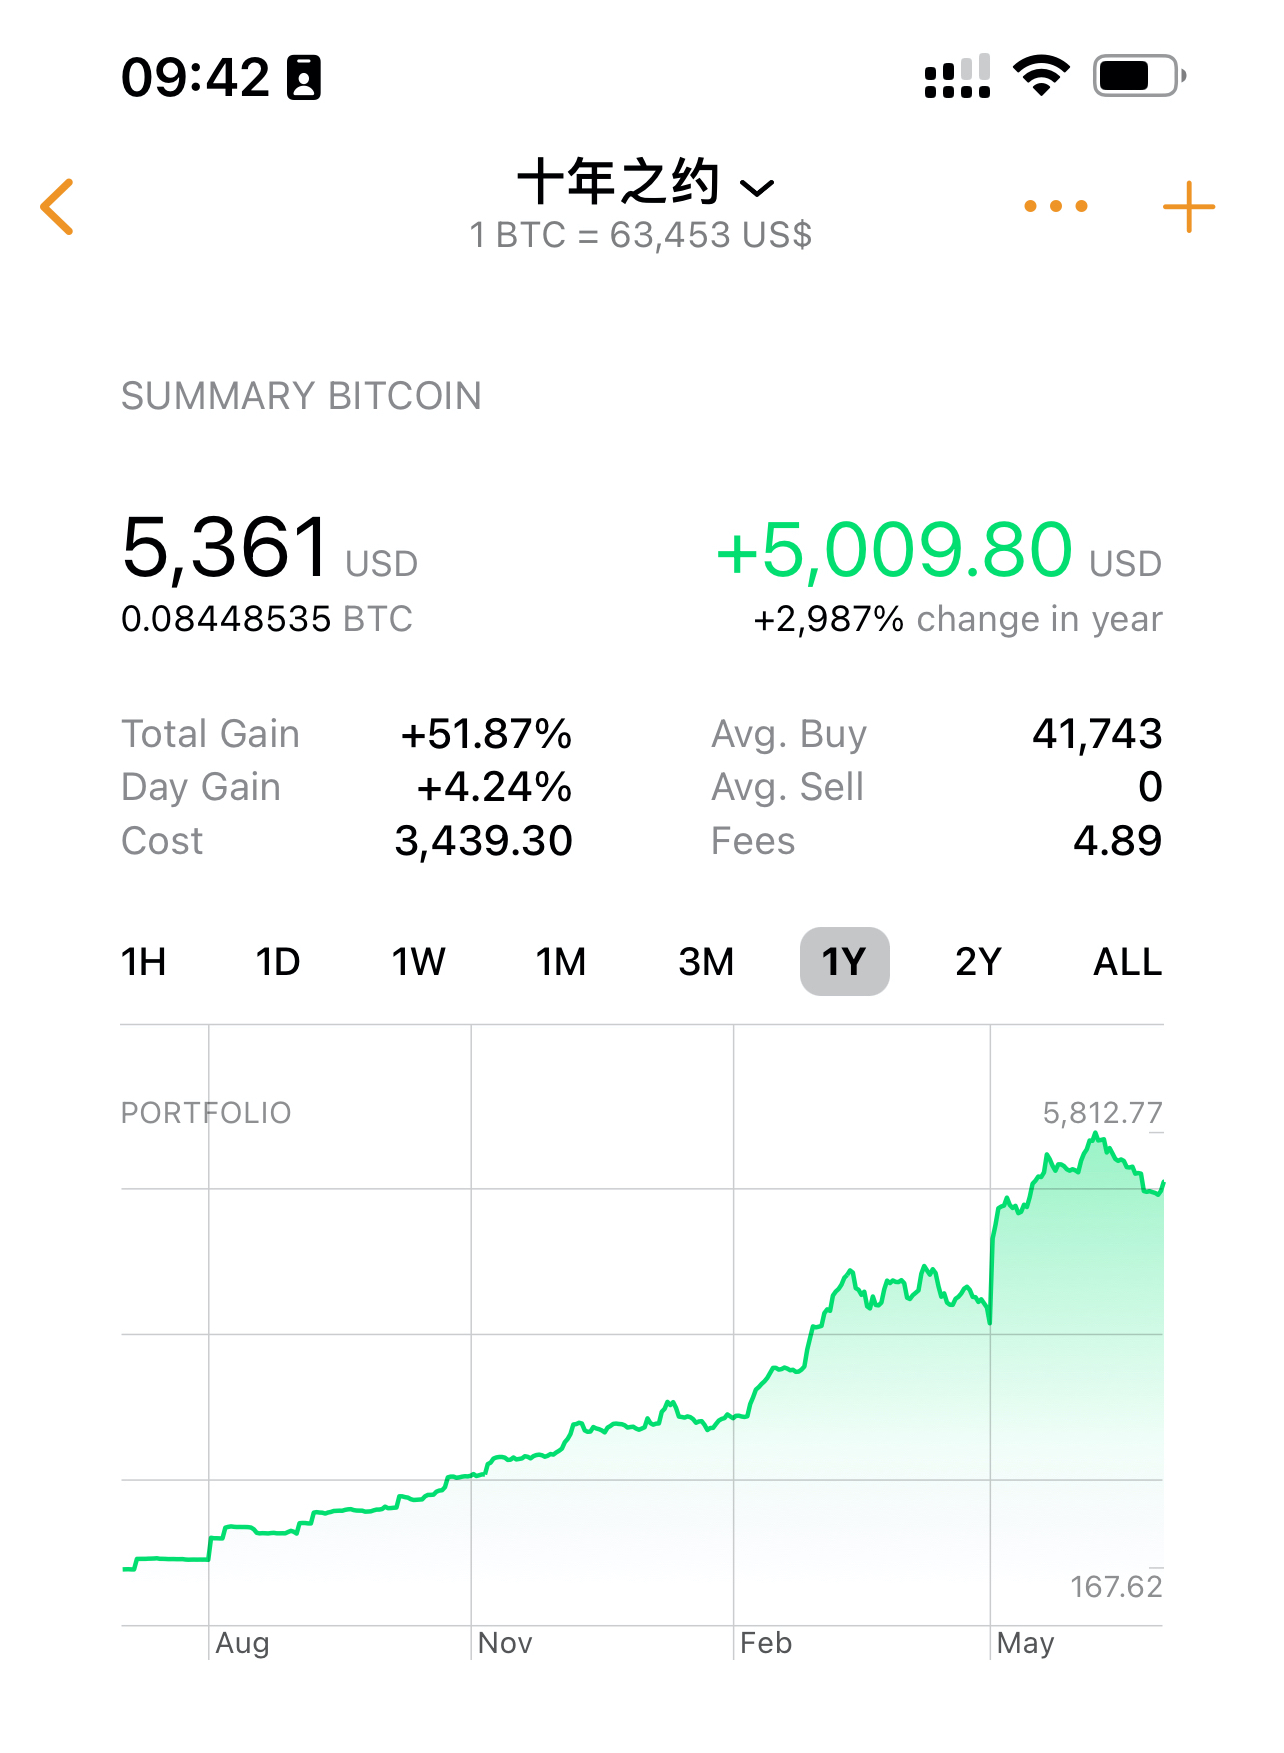 09:42
十年之约
1 BTC = 63,453 US$
SUMMARY BITCOIN
5,361 USD
+5,009.80 USD
0.08448535 BTC
+2,987% change in year
Total Gain +51.87%
Avg. Buy 41,743
Day Gain +4.24%
Avg. Sell 0
Cost 3,439.30
Fees 4.89
1H 1D 1W 1M 3M 1Y 2Y ALL
PORTFOLIO
5,812.77
167.62
Aug Nov Feb May